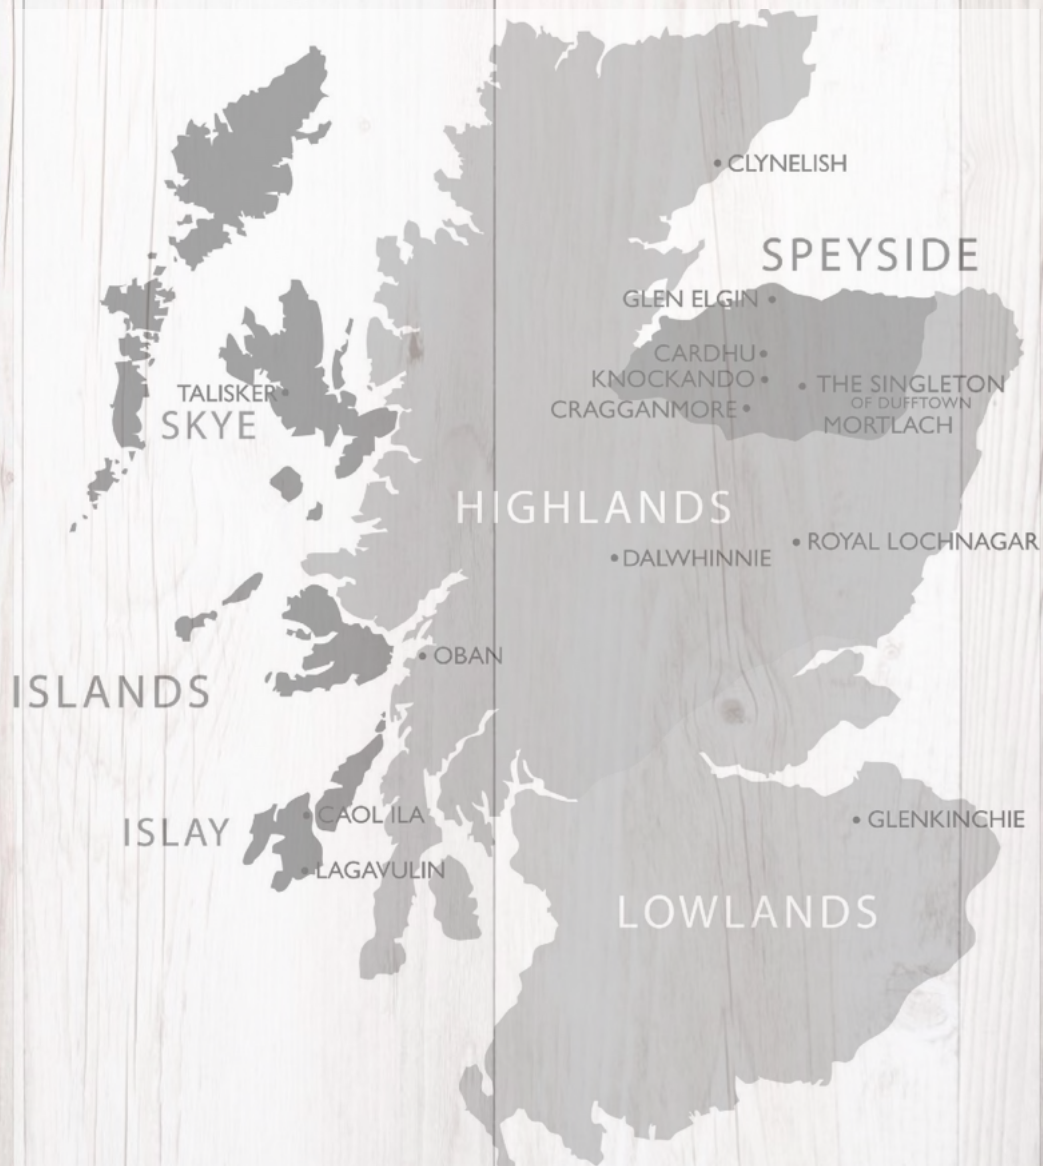 CLYNELISH
SPEYSIDE
GLEN ELGIN
CARDHU
KNOCKANDO
THE SINGLETON
OF DUFFTOWN
CRAGGANMORE
MORTLACH
TALISKER
SKYE
HIGHLANDS
ROYAL LOCHNAGAR
DALWHINNIE
OBAN
ISLANDS
CAOL ILA
ISLAY
GLENKINCHIE
LAGAVULIN
LOWLANDS